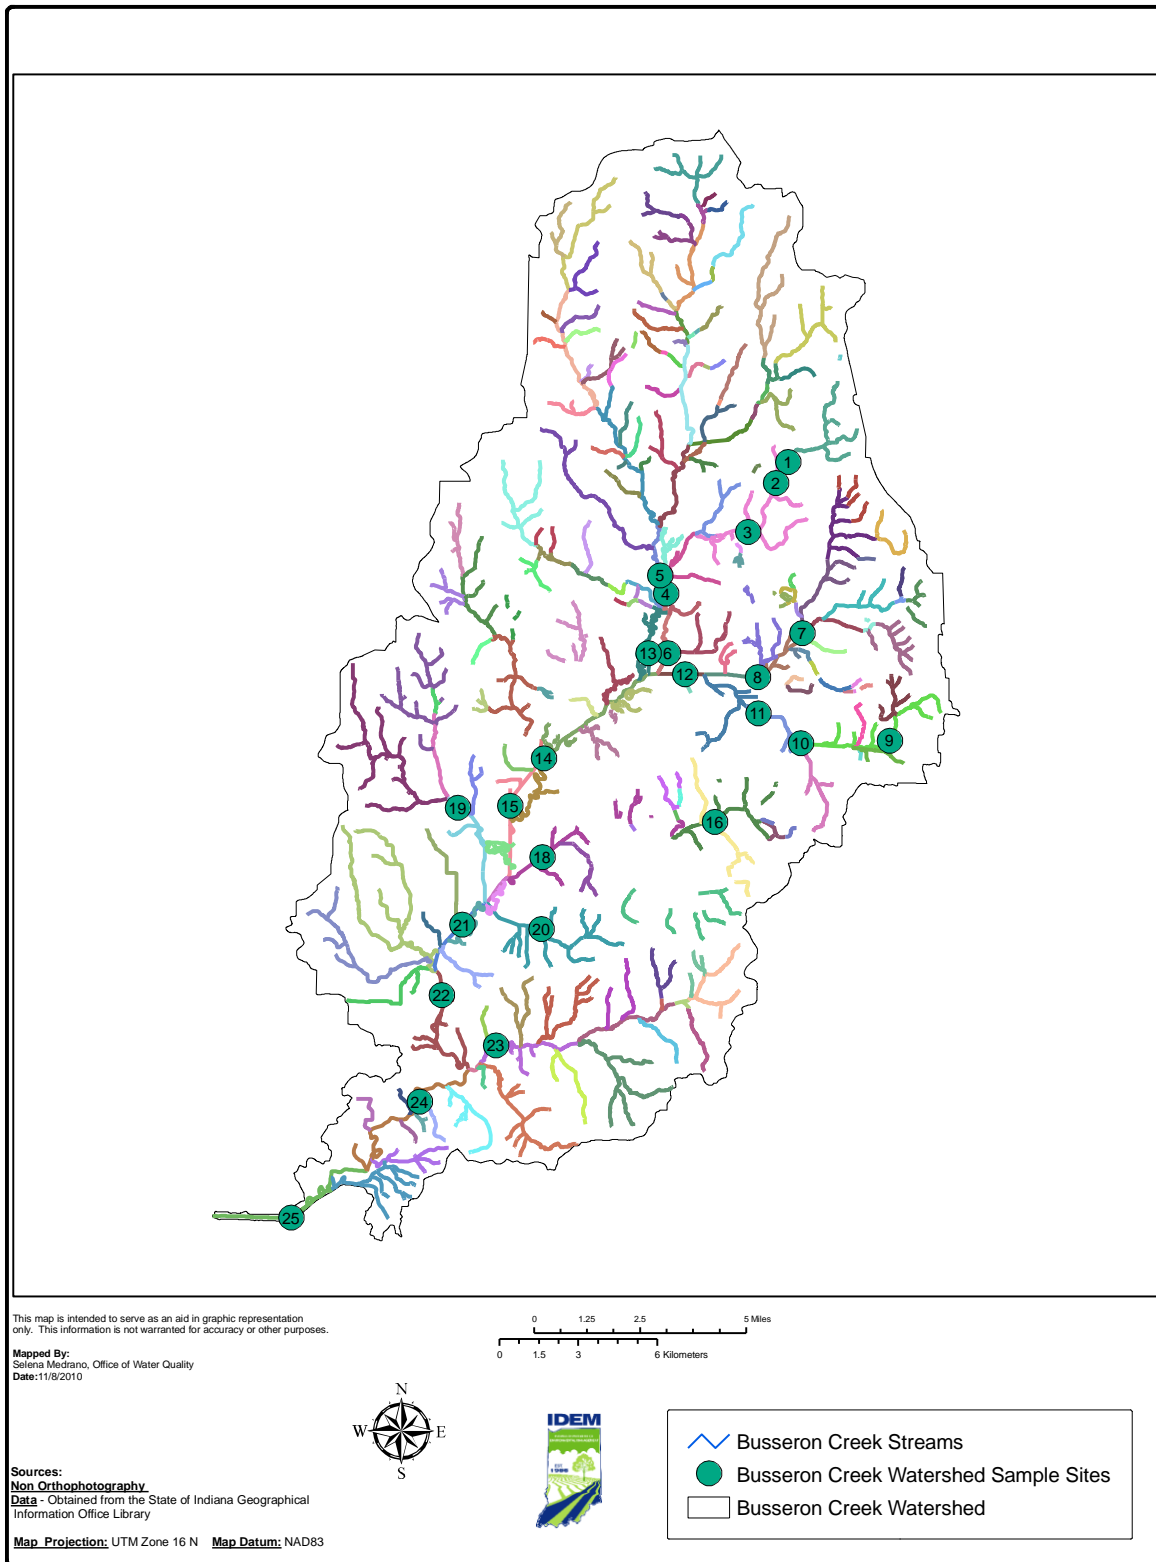 1
2
3
5
4
7
13
6
12
8
11
9
10
14
15
19
16
18
21
20
22
23
24
25
This map is intended to serve as an aid in graphic representation
only. This information is not warranted for accuracy or other purposes.
Mapped By:
Selena Medrano, Office of Water Quality
Date:11/8/2010
0 1.25 2.5 5 Miles
0 1.5 3 6 Kilometers
N
W E
S
IDEM
EST.
1986
Busseron Creek Streams
Busseron Creek Watershed Sample Sites
Busseron Creek Watershed
Sources:
Non Orthophotography
Data - Obtained from the State of Indiana Geographical
Information Office Library
Map Projection: UTM Zone 16 N Map Datum: NAD83